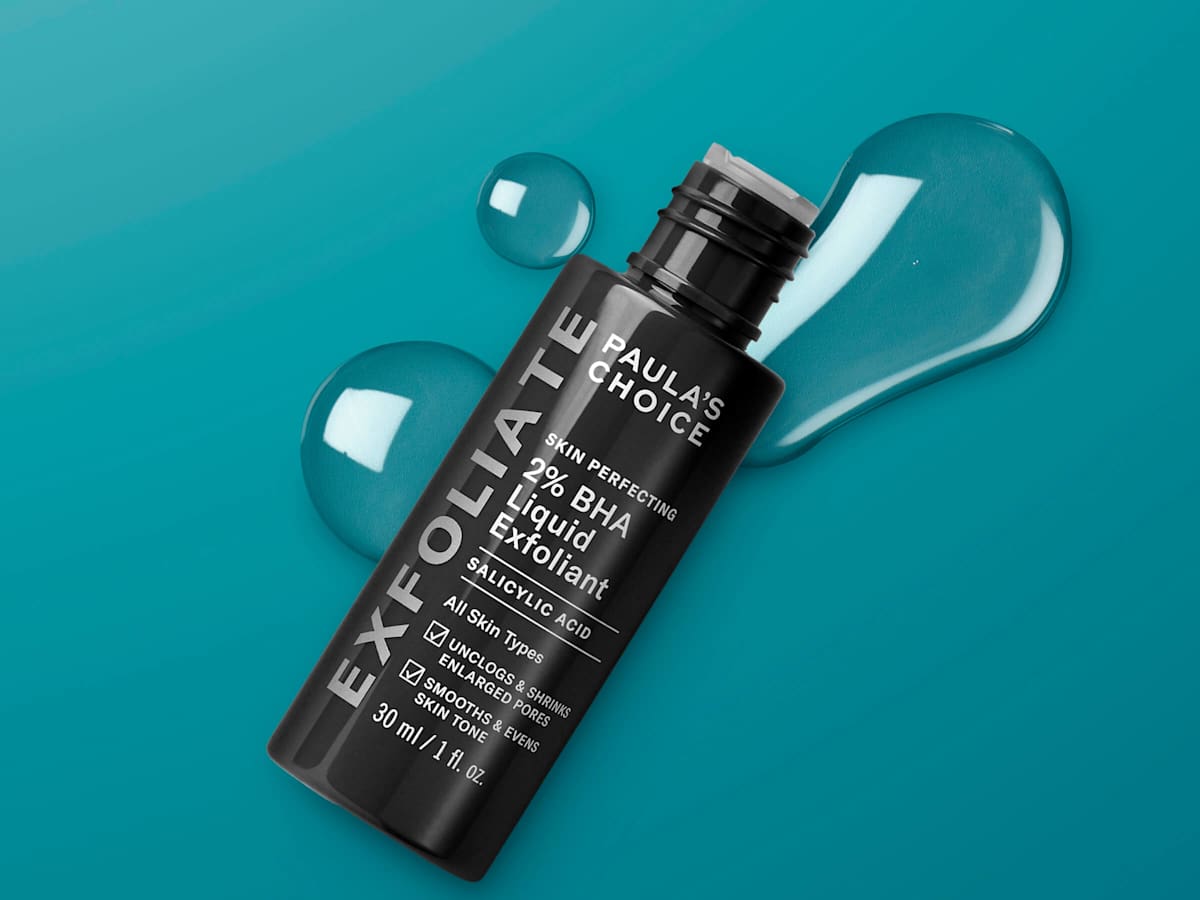 EXFOLIATE
PAULA'S
CHOICE
SKIN PERFECTING
2% BHA
Liquid
Exfoliant
SALICYLIC ACID
All Skin Types
☑ UNCLOGS & SHRINKS
ENLARGED PORES
☑ SMOOTHS & EVENS
SKIN TONE
30 ml / 1 fl. oz.